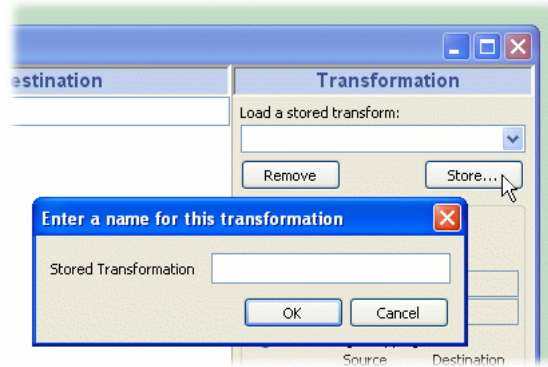 estination
Transformation
Load a stored transform:
Remove
Store...
Enter a name for this transformation
Stored Transformation
OK
Cancel
Source
Destination